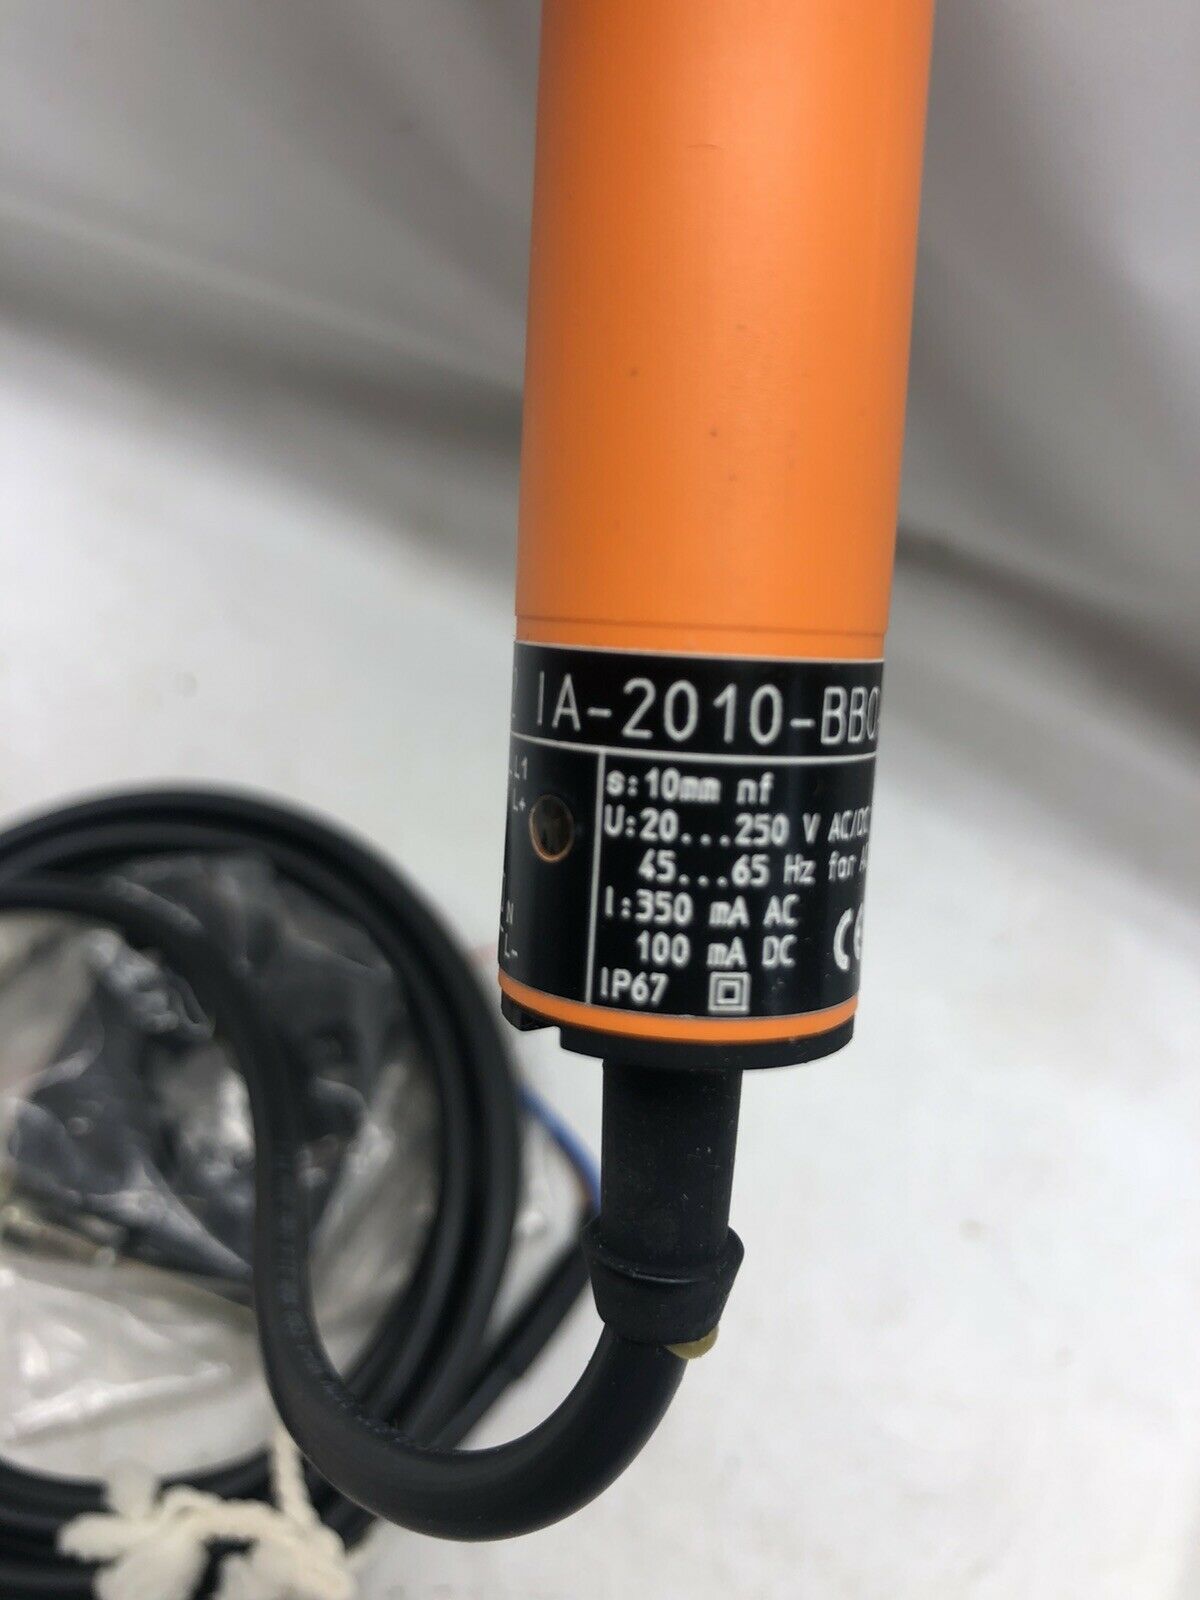 IA-2010-BBO
L1
L+
N
L-
s:10mm nf
U:20...250 V AC/DC
45...65 Hz for
I:350 mA AC
100 mA DC
CE
IP67